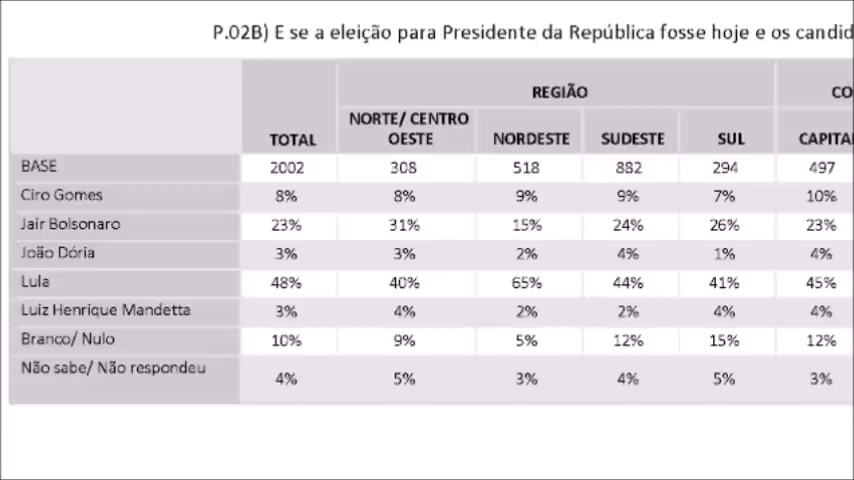 P.02B) E se a eleição para Presidente da República fosse hoje e os candid
REGIÃO CO
TOTAL NORTE/ CENTRO OESTE NORDESTE SUDESTE SUL CAPITAL
BASE 2002 308 518 882 294 497
Ciro Gomes 8% 8% 9% 9% 7% 10%
Jair Bolsonaro 23% 31% 15% 24% 26% 23%
João Dória 3% 3% 2% 4% 1% 4%
Lula 48% 40% 65% 44% 41% 45%
Luiz Henrique Mandetta 3% 4% 2% 2% 4% 4%
Branco/ Nulo 10% 9% 5% 12% 15% 12%
Não sabe/ Não respondeu 4% 5% 3% 4% 5% 3%